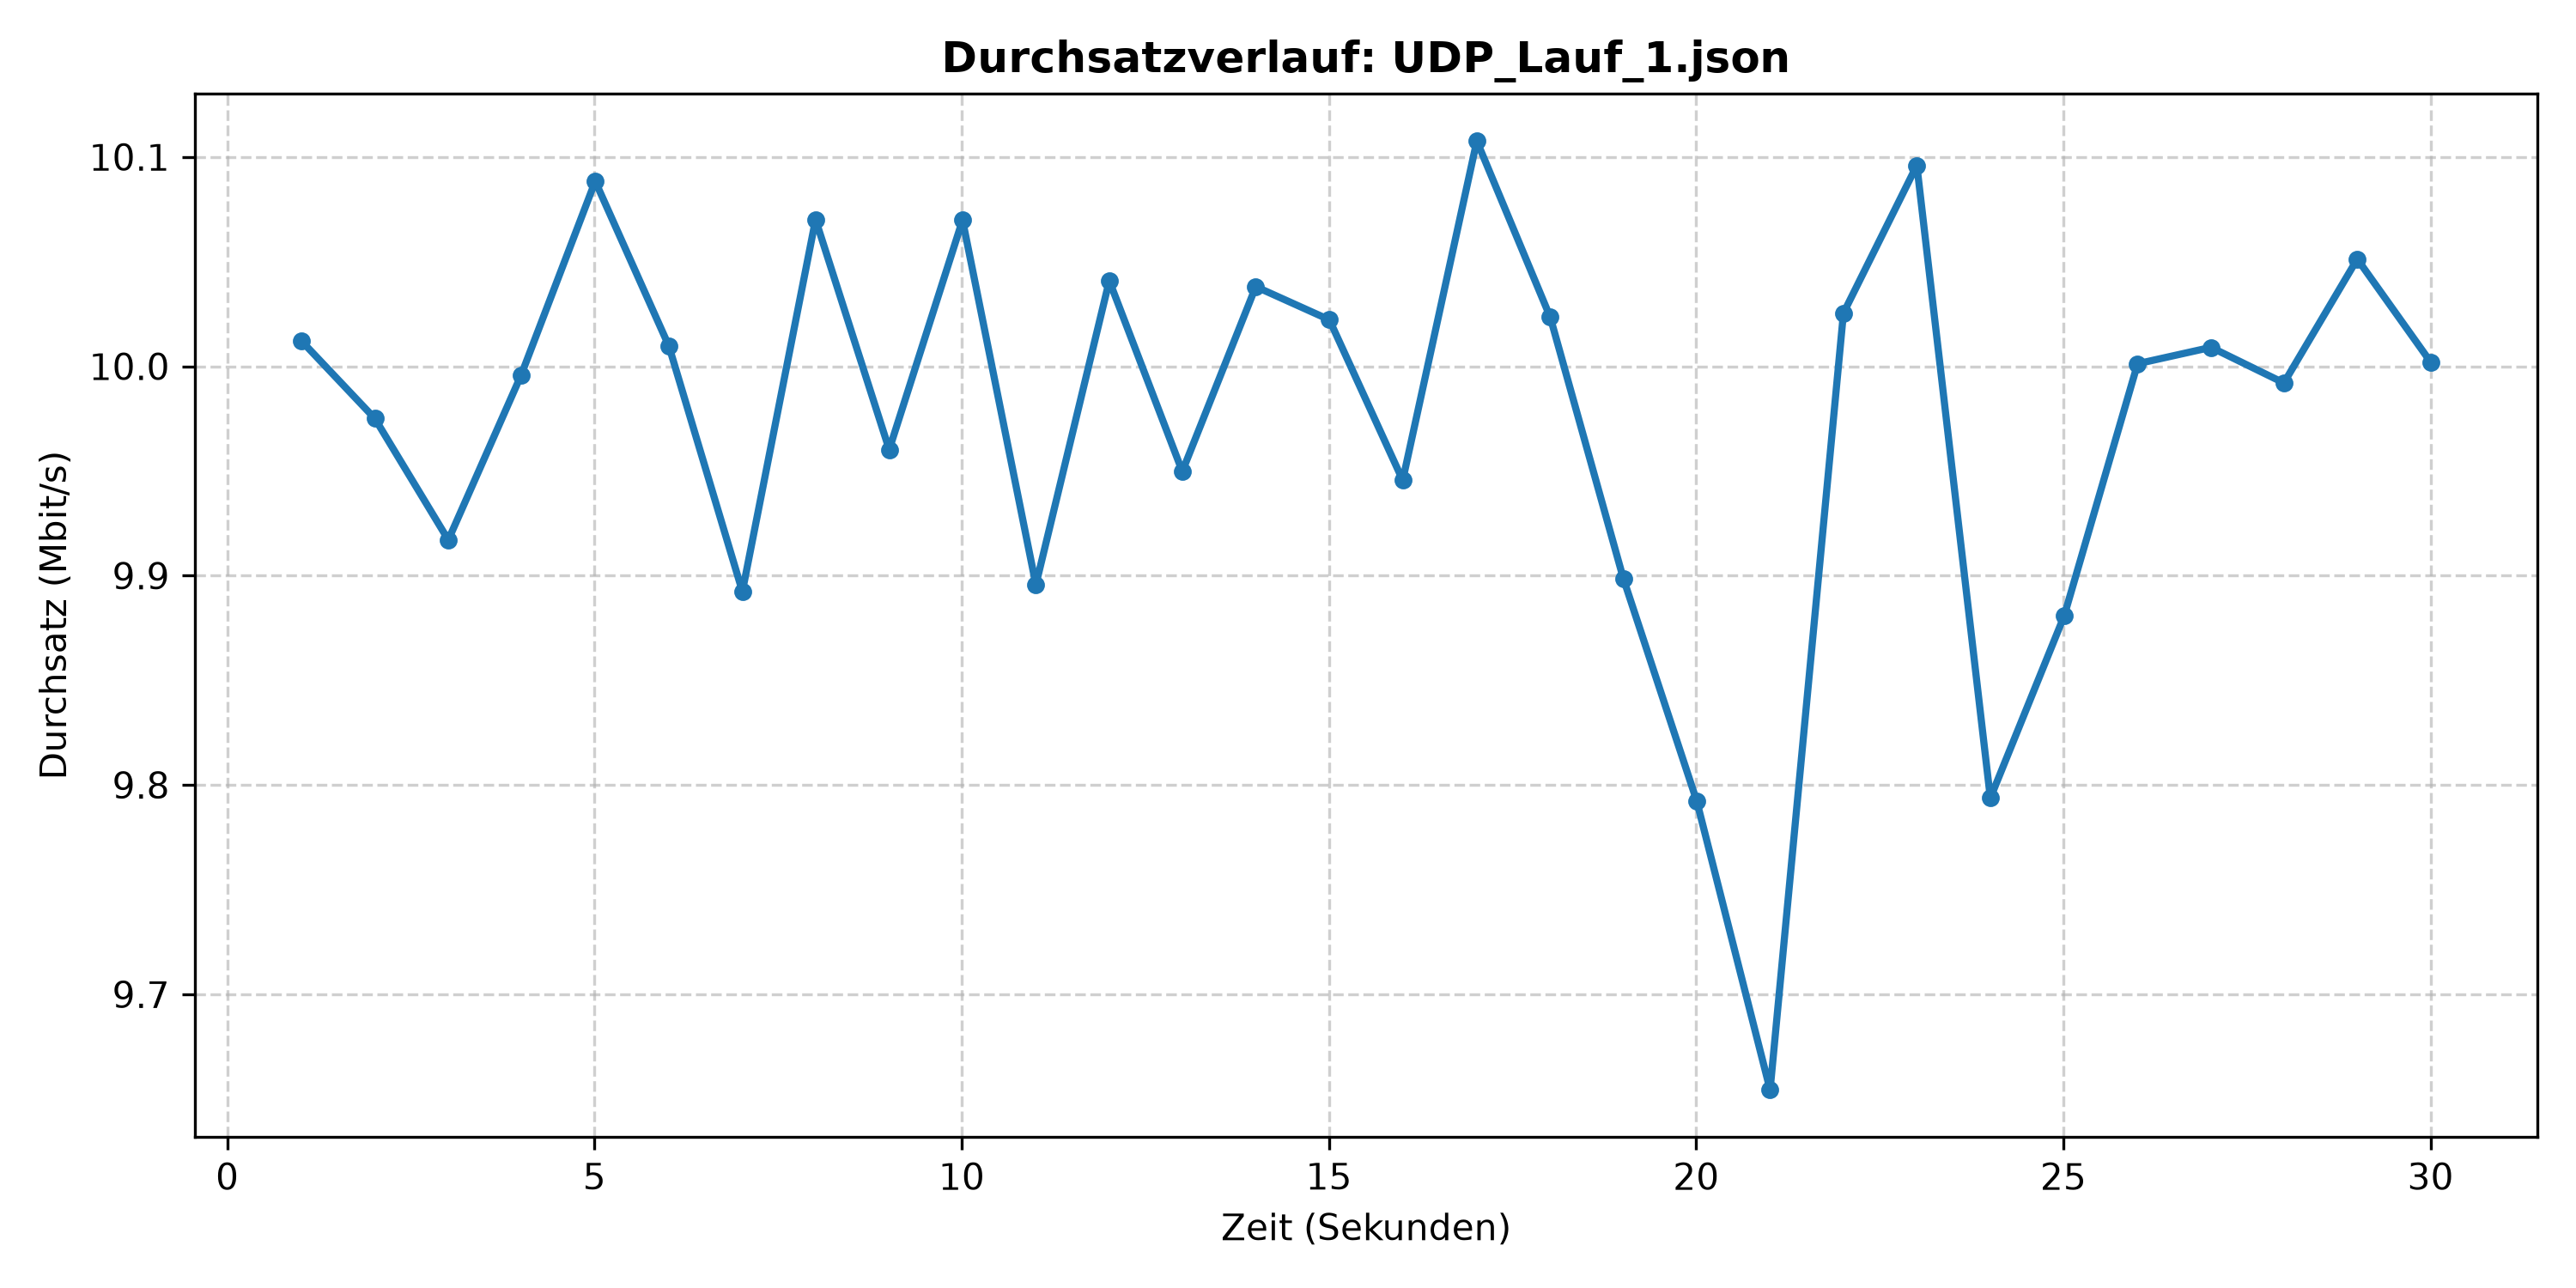 Durchsatzverlauf: UDP_Lauf_1.json
10.1
10.0
9.9
9.8
9.7
Durchsatz (Mbit/s)
0 5 10 15 20 25 30
Zeit (Sekunden)